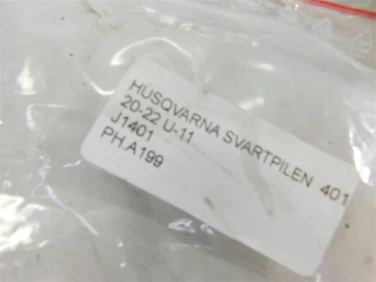 HUSQVARNA SVARTPILEN 401
20-22 U-11
J1401
PH.A199